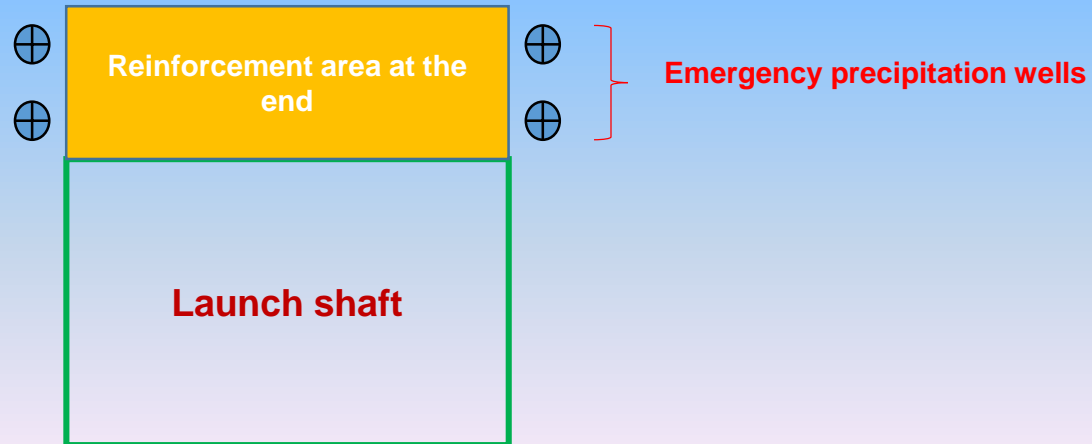 Reinforcement area at the
end
Emergency precipitation wells
Launch shaft